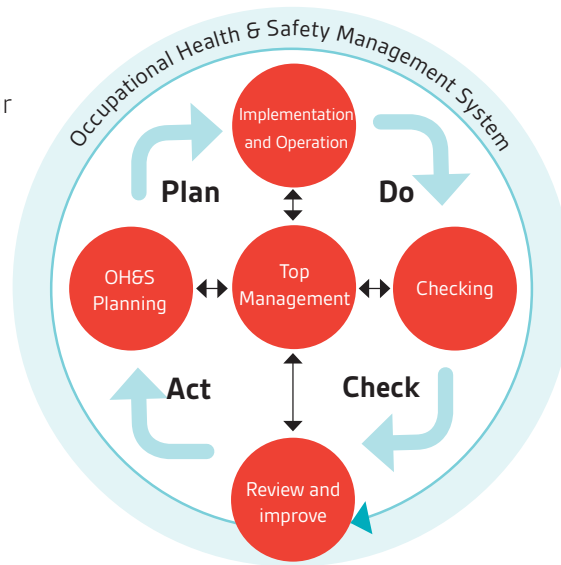 Occupational Health & Safety Management System
r
Implementation
and Operation
Plan
Do
OH&S
Planning
Top
Management
Checking
Act
Check
Review and
improve